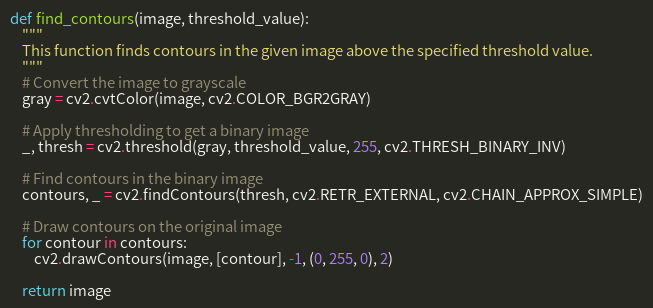 def find_contours(image, threshold_value):
    """
    This function finds contours in the given image above the specified threshold value.
    """
    # Convert the image to grayscale
    gray = cv2.cvtColor(image, cv2.COLOR_BGR2GRAY)

    # Apply thresholding to get a binary image
    _, thresh = cv2.threshold(gray, threshold_value, 255, cv2.THRESH_BINARY_INV)

    # Find contours in the binary image
    contours, _ = cv2.findContours(thresh, cv2.RETR_EXTERNAL, cv2.CHAIN_APPROX_SIMPLE)

    # Draw contours on the original image
    for contour in contours:
        cv2.drawContours(image, [contour], -1, (0, 255, 0), 2)

    return image